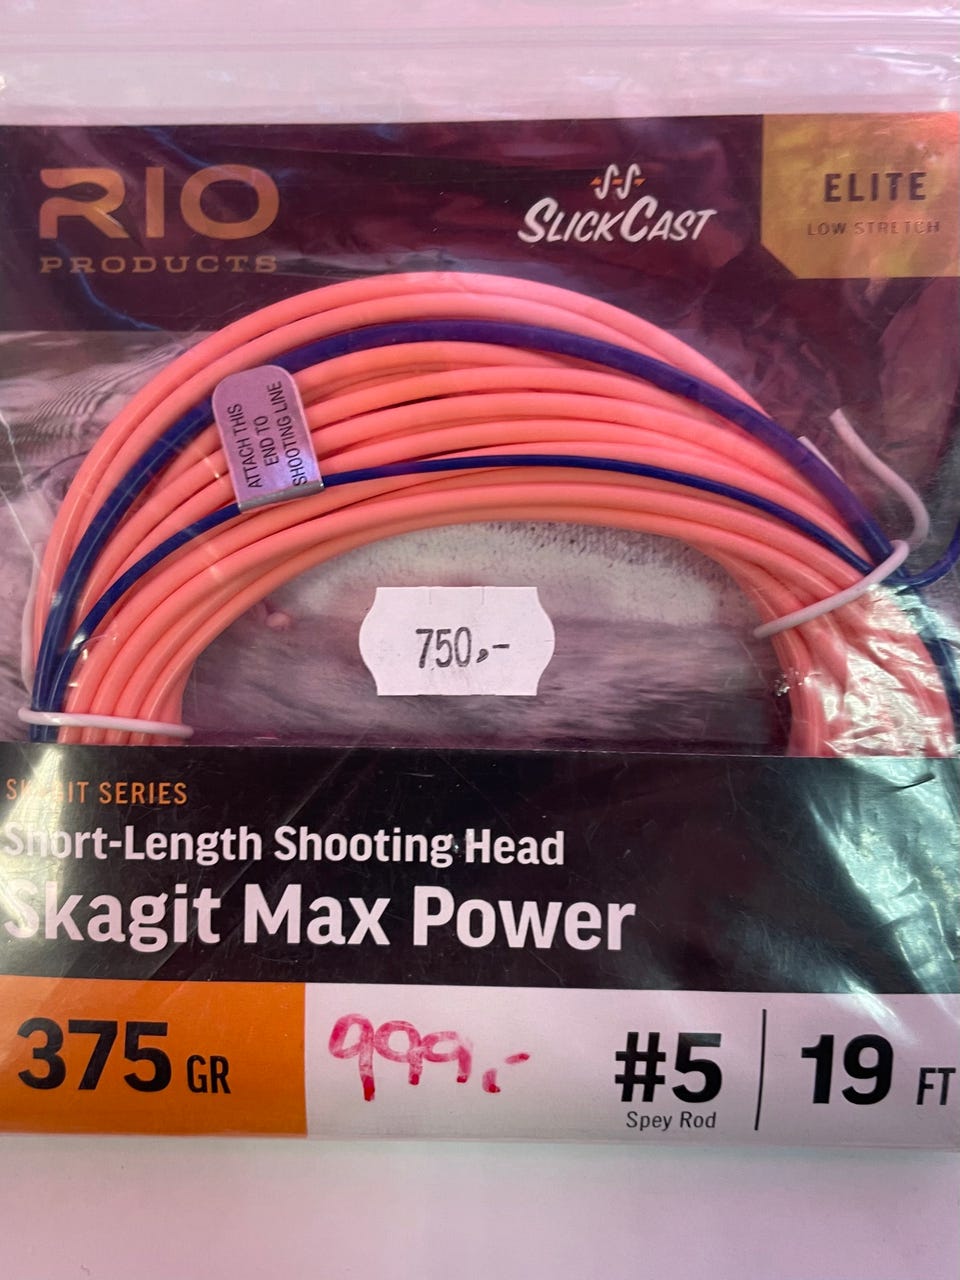 RIO
PRODUCTS
SLICKCAST
ELITE
LOW STRETCH
ATTACH THIS
END TO
SHOOTING LINE
750,-
SKAGIT SERIES
Short-Length Shooting Head
Skagit Max Power
375 GR
999,-
#5
Spey Rod
19 FT